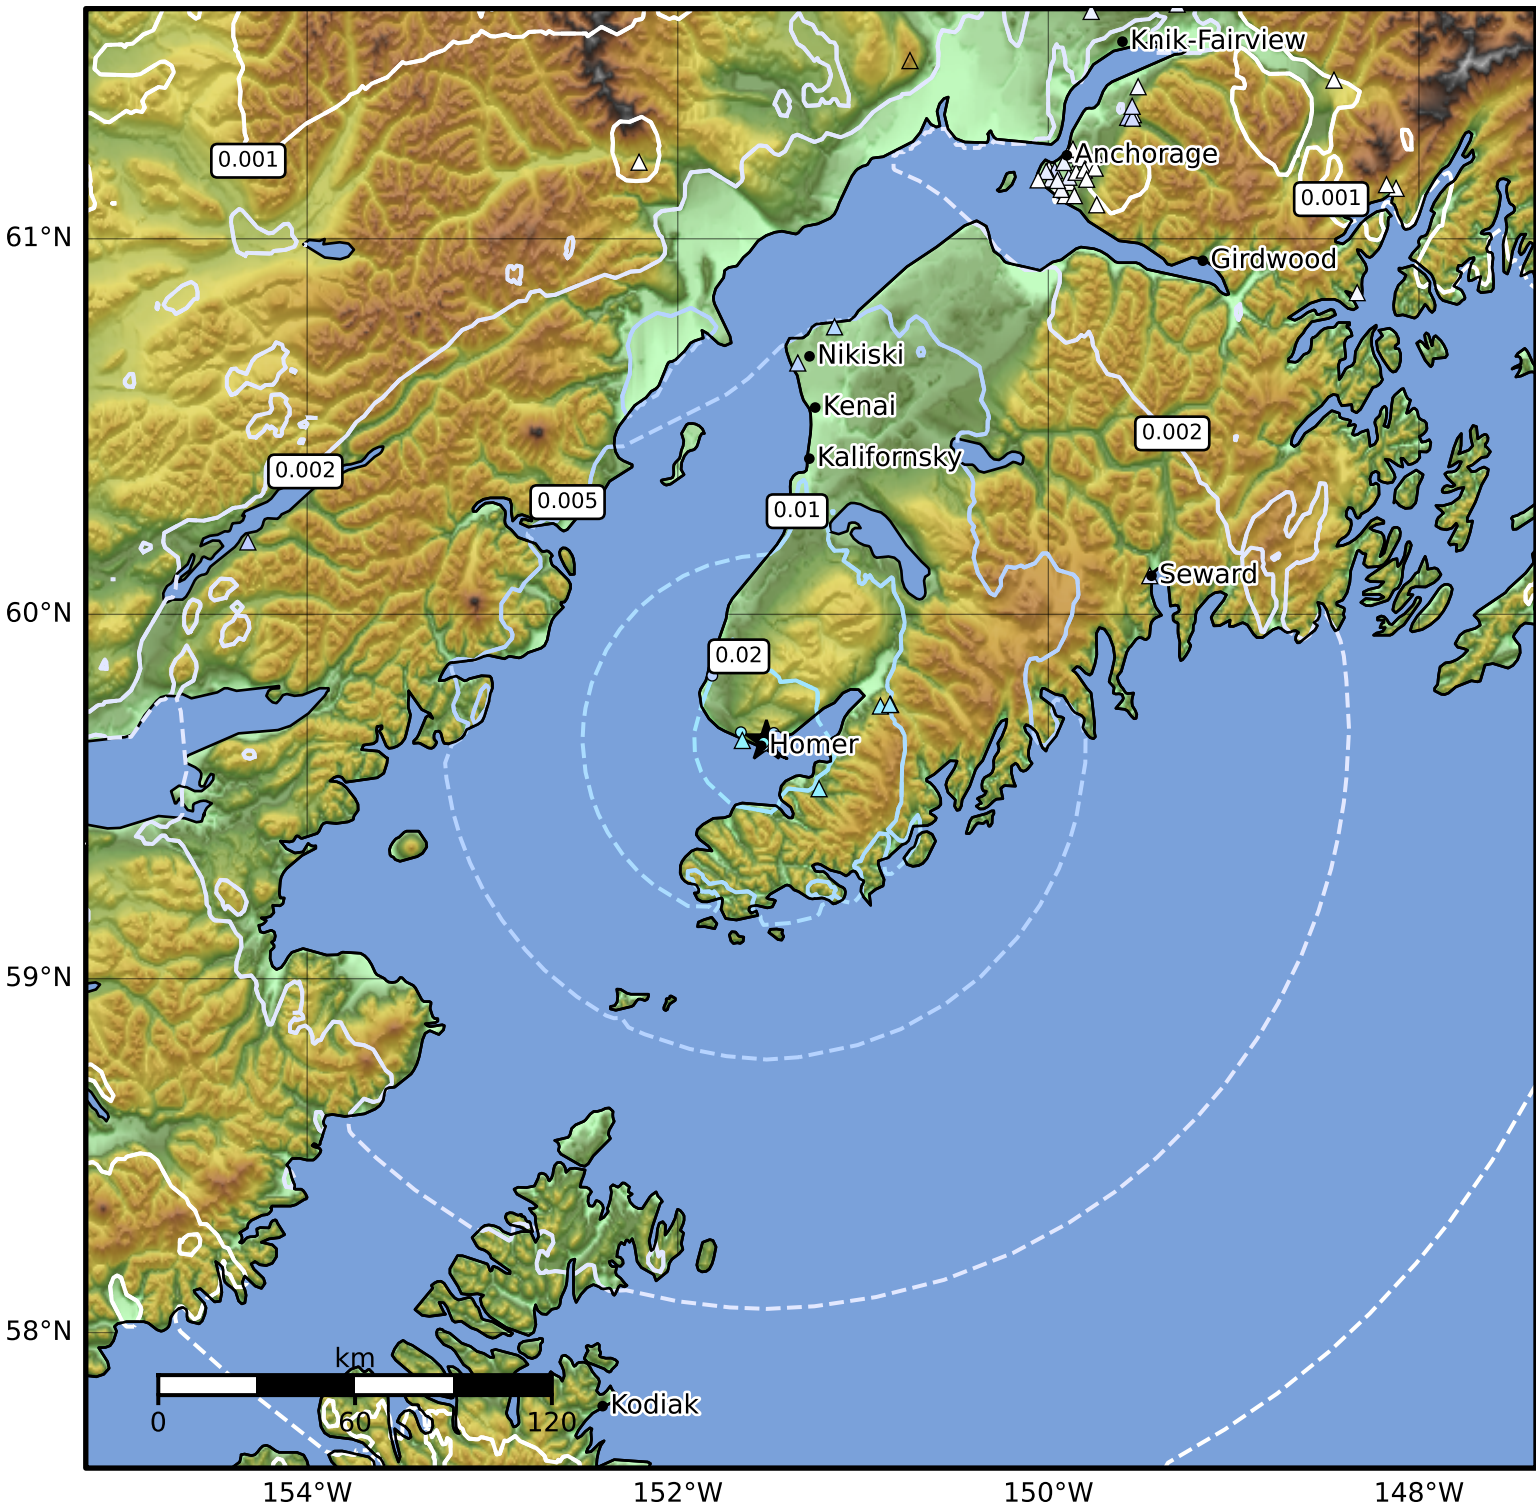 Knik-Fairview
Anchorage
0.001
0.001
61°N
Girdwood
Nikiski
Kenai
0.002
Kalifornsky
0.002
0.005
0.01
Seward
60°N
0.02
Homer
59°N
58°N
km
0 60 120
Kodiak
154°W 152°W 150°W 148°W